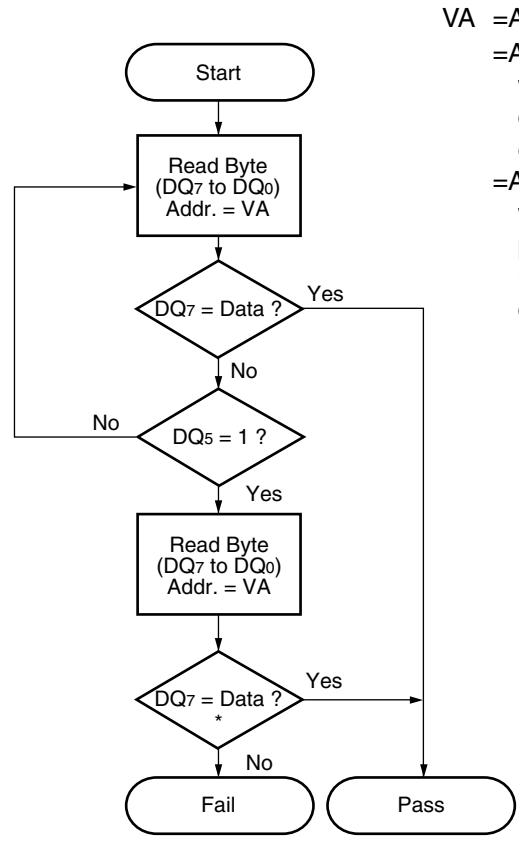 VA =A
=A
=A
Start
Read Byte
(DQ7 to DQ0)
Addr. = VA
DQ7 = Data ?
Yes
No
DQ5 = 1 ?
No
Yes
Read Byte
(DQ7 to DQ0)
Addr. = VA
DQ7 = Data ?
*
Yes
No
Fail
Pass